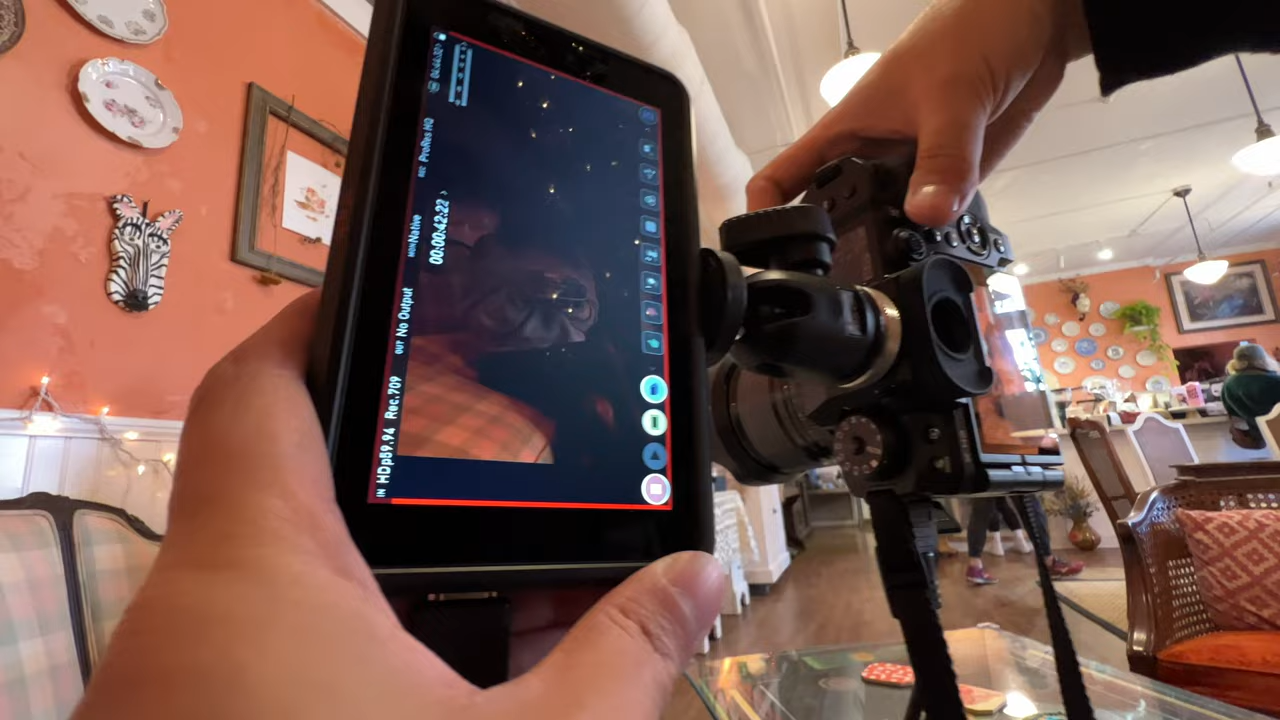 IN HDp59.94 Rec.709
OUT No Output
MON Native
REC ProRes HQ
00:00:42:22 >